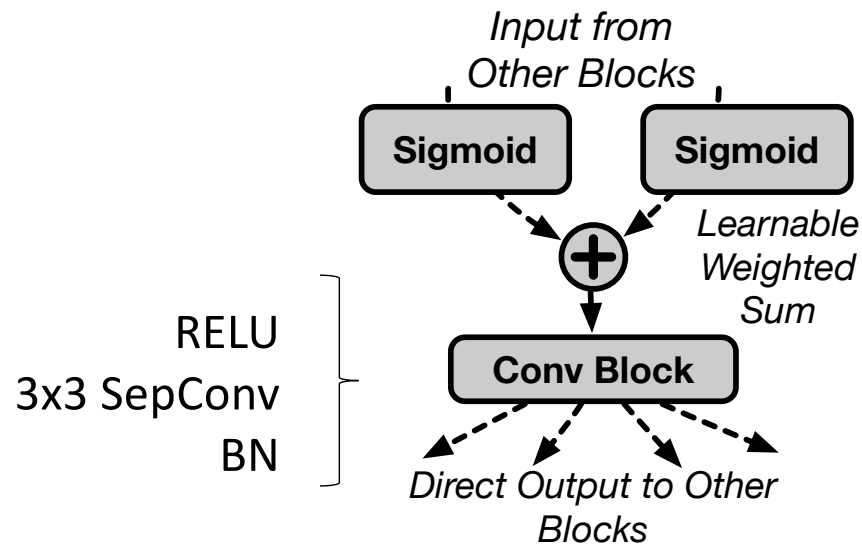 Input from
Other Blocks
Sigmoid
Sigmoid
Learnable
Weighted
Sum
+
RELU
3x3 SepConv
BN
Conv Block
Direct Output to Other
Blocks